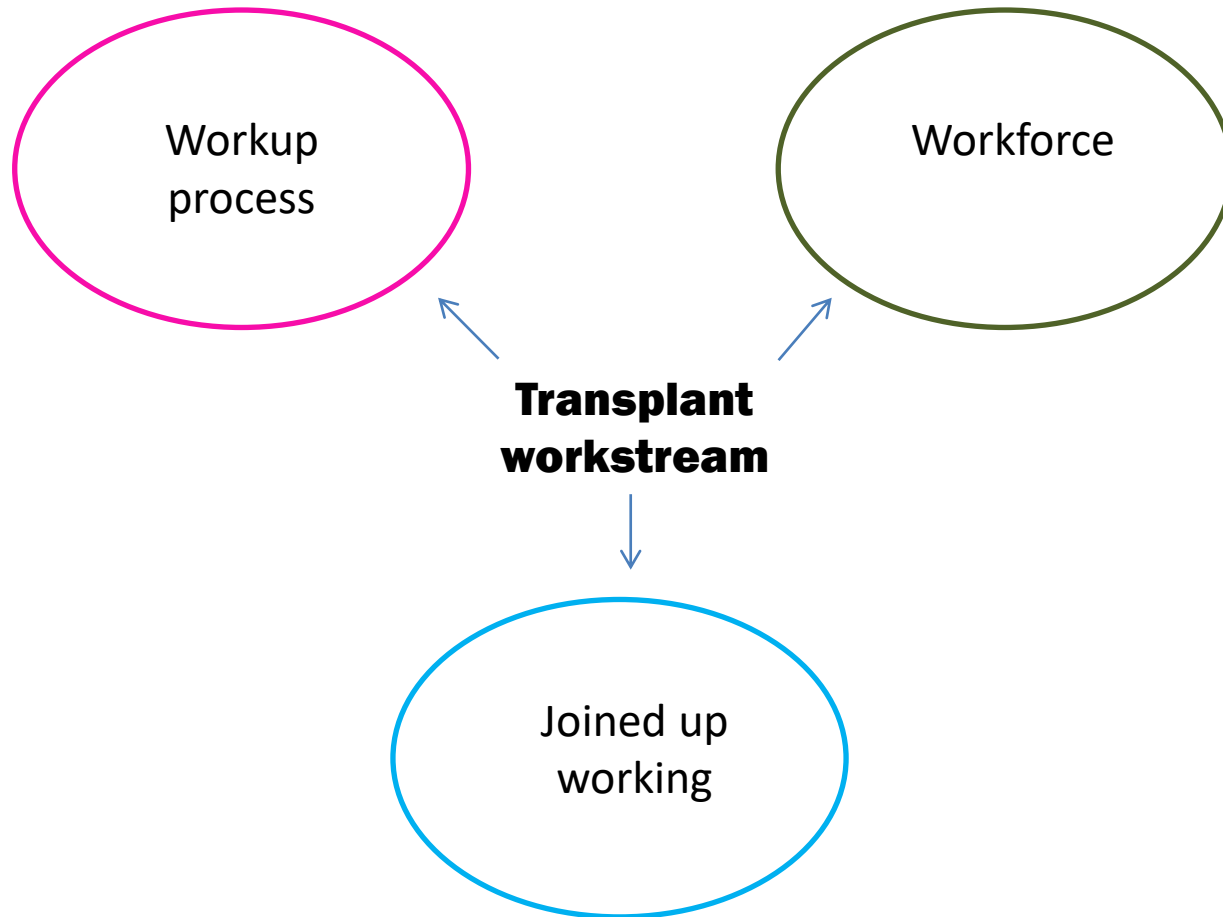 Workup
process
Workforce
Transplant
workstream
Joined up
working